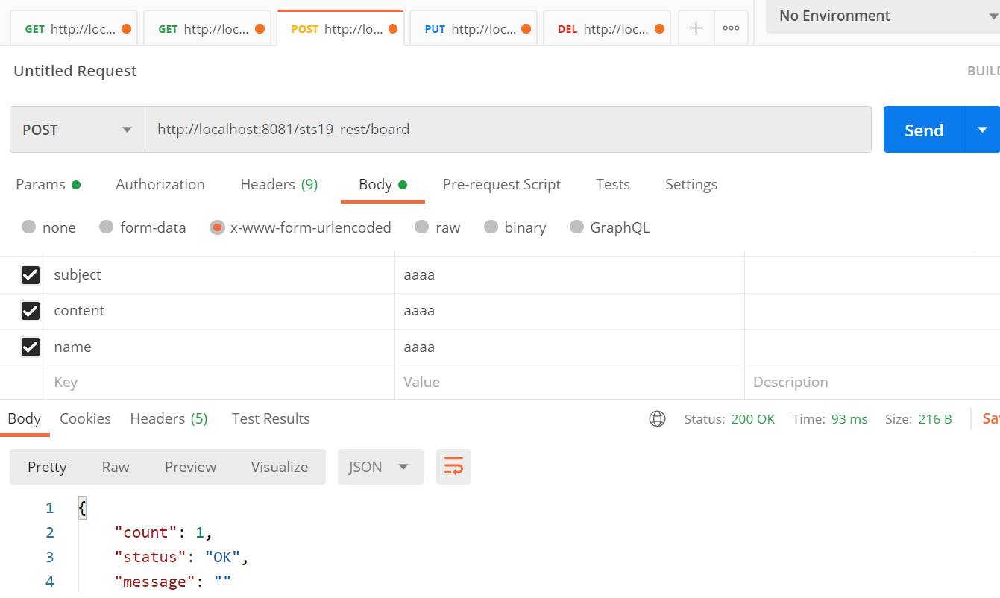 GET http://loc... GET http://loc... POST http://lo... PUT http://loc... DEL http://loc... No Environment
Untitled Request BUILD
POST http://localhost:8081/sts19_rest/board Send
Params Authorization Headers (9) Body Pre-request Script Tests Settings
none form-data x-www-form-urlencoded raw binary GraphQL
subject aaaa
content aaaa
name aaaa
Key Value Description
Body Cookies Headers (5) Test Results Status: 200 OK Time: 93 ms Size: 216 B Sav
Pretty Raw Preview Visualize JSON
1 {
2 "count": 1,
3 "status": "OK",
4 "message": ""